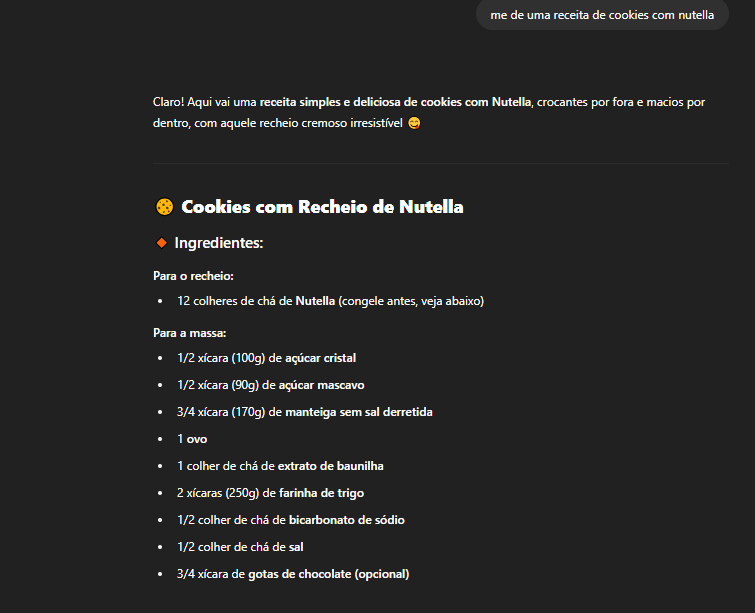 me de uma receita de cookies com nutella
Claro! Aqui vai uma receita simples e deliciosa de cookies com Nutella, crocantes por fora e macios por
dentro, com aquele recheio cremoso irresistível 😋
🍪 Cookies com Recheio de Nutella
🔸 Ingredientes:
Para o recheio:
• 12 colheres de chá de Nutella (congele antes, veja abaixo)
Para a massa:
• 1/2 xícara (100g) de açúcar cristal
• 1/2 xícara (90g) de açúcar mascavo
• 3/4 xícara (170g) de manteiga sem sal derretida
• 1 ovo
• 1 colher de chá de extrato de baunilha
• 2 xícaras (250g) de farinha de trigo
• 1/2 colher de chá de bicarbonato de sódio
• 1/2 colher de chá de sal
• 3/4 xícara de gotas de chocolate (opcional)